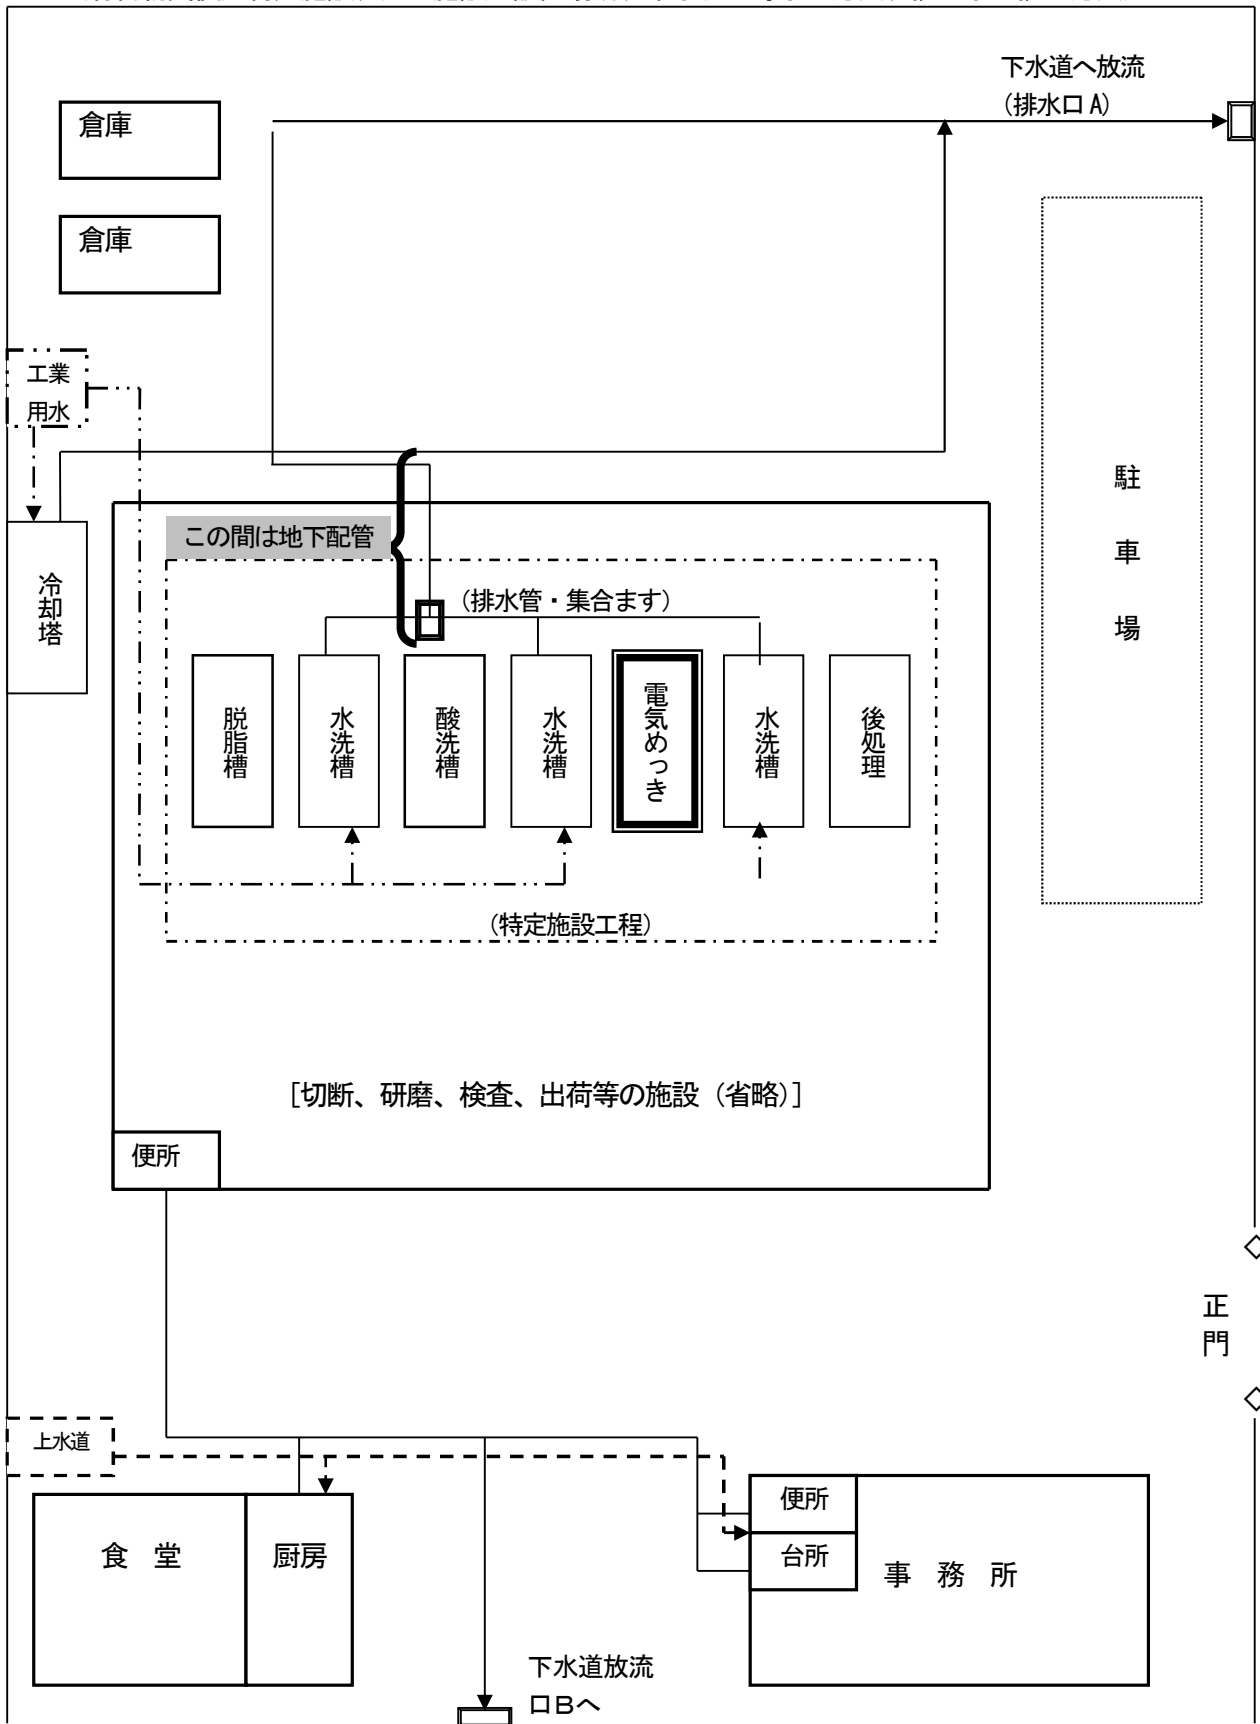 下水道へ放流
(排水口 A)
倉庫
倉庫
工業
用水
駐車場
この間は地下配管
冷却塔
(排水管・集合ます)
脱脂槽
水洗槽
酸洗槽
水洗槽
電気めっき
水洗槽
後処理
(特定施設工程)
[切断、研磨、検査、出荷等の施設（省略）]
便所
正門
上水道
便所
食堂
厨房
台所
事務所
下水道放流
口Bへ